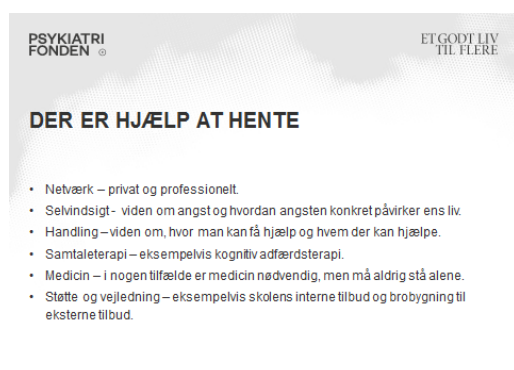 PSYKIATRI
FONDEN
ET GODT LIV
TIL FLERE
DER ER HJÆLP AT HENTE
• Netværk – privat og professionelt.
• Selvindsigt - viden om angst og hvordan angsten konkret påvirker ens liv.
• Handling – viden om, hvor man kan få hjælp og hvem der kan hjælpe.
• Samtaleterapi – eksempelvis kognitiv adfærdsterapi.
• Medicin – i nogen tilfælde er medicin nødvendig, men må aldrig stå alene.
• Støtte og vejledning – eksempelvis skolens interne tilbud og brobygning til
eksterne tilbud.